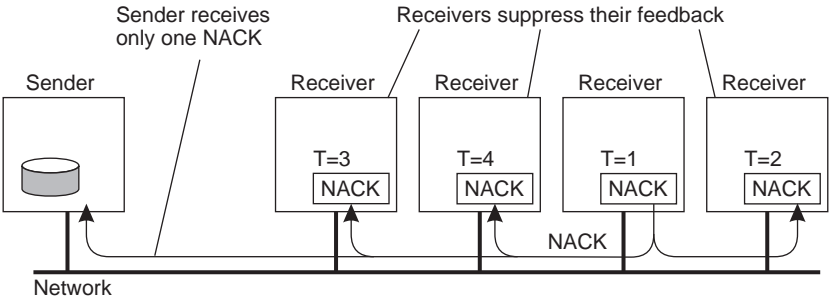 Sender receives
only one NACK
Receivers suppress their feedback
Sender
Receiver
Receiver
Receiver
Receiver
T=3
T=4
T=1
T=2
NACK
NACK
NACK
NACK
NACK
Network